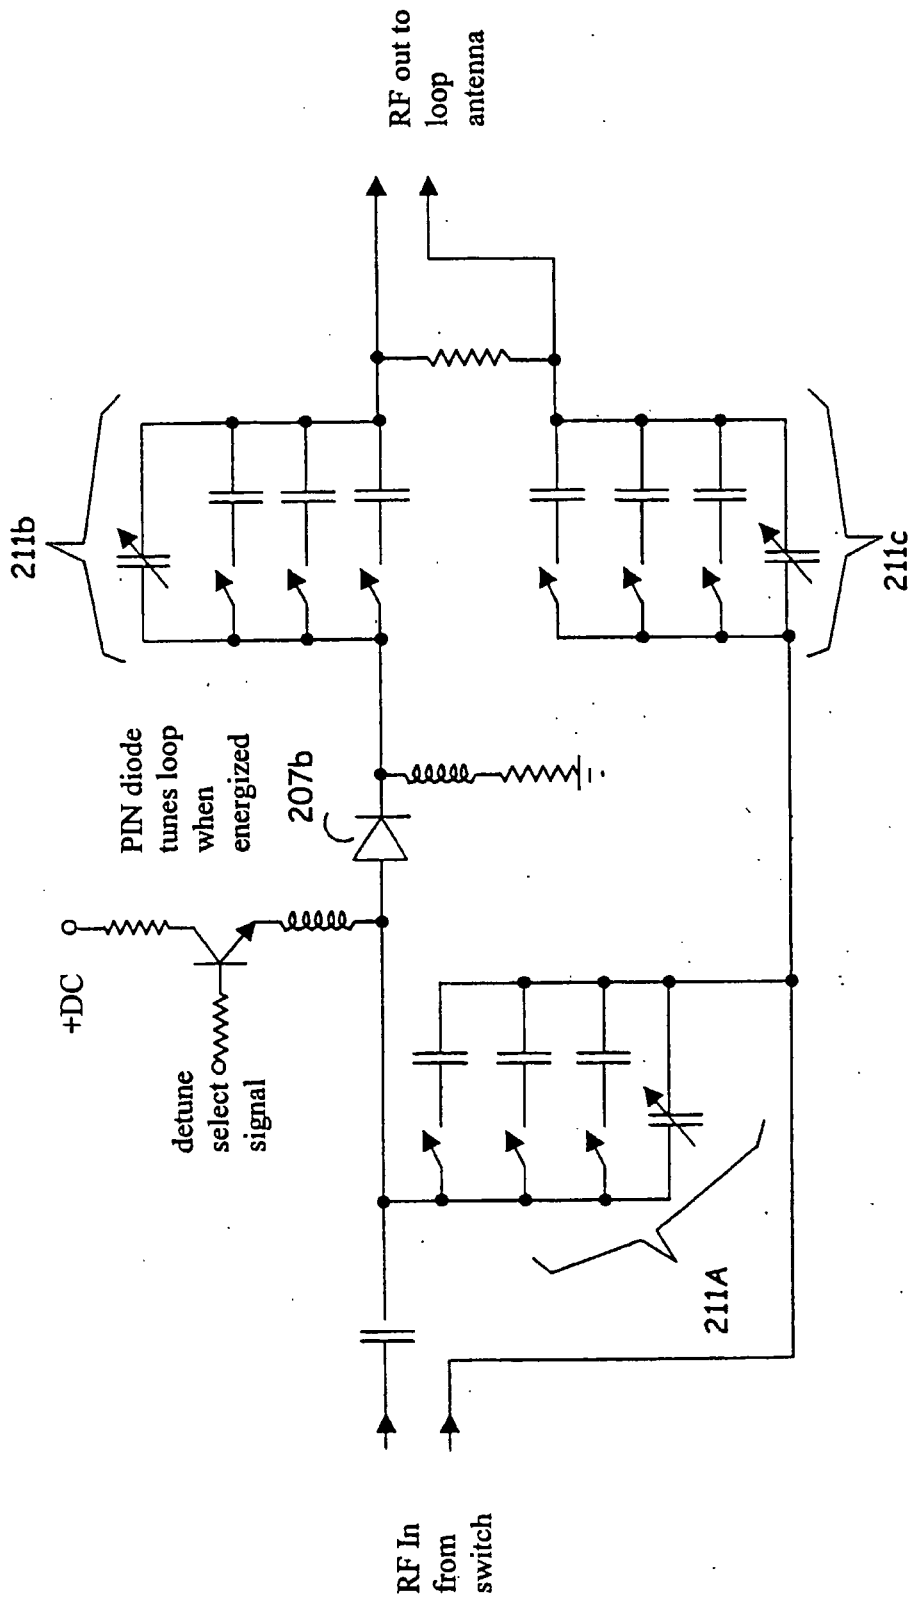 +DC
detune
select
signal
PIN diode
tunes loop
when
energized
207b
211b
RF out to
loop
antenna
RF In
from
switch
211A
211c